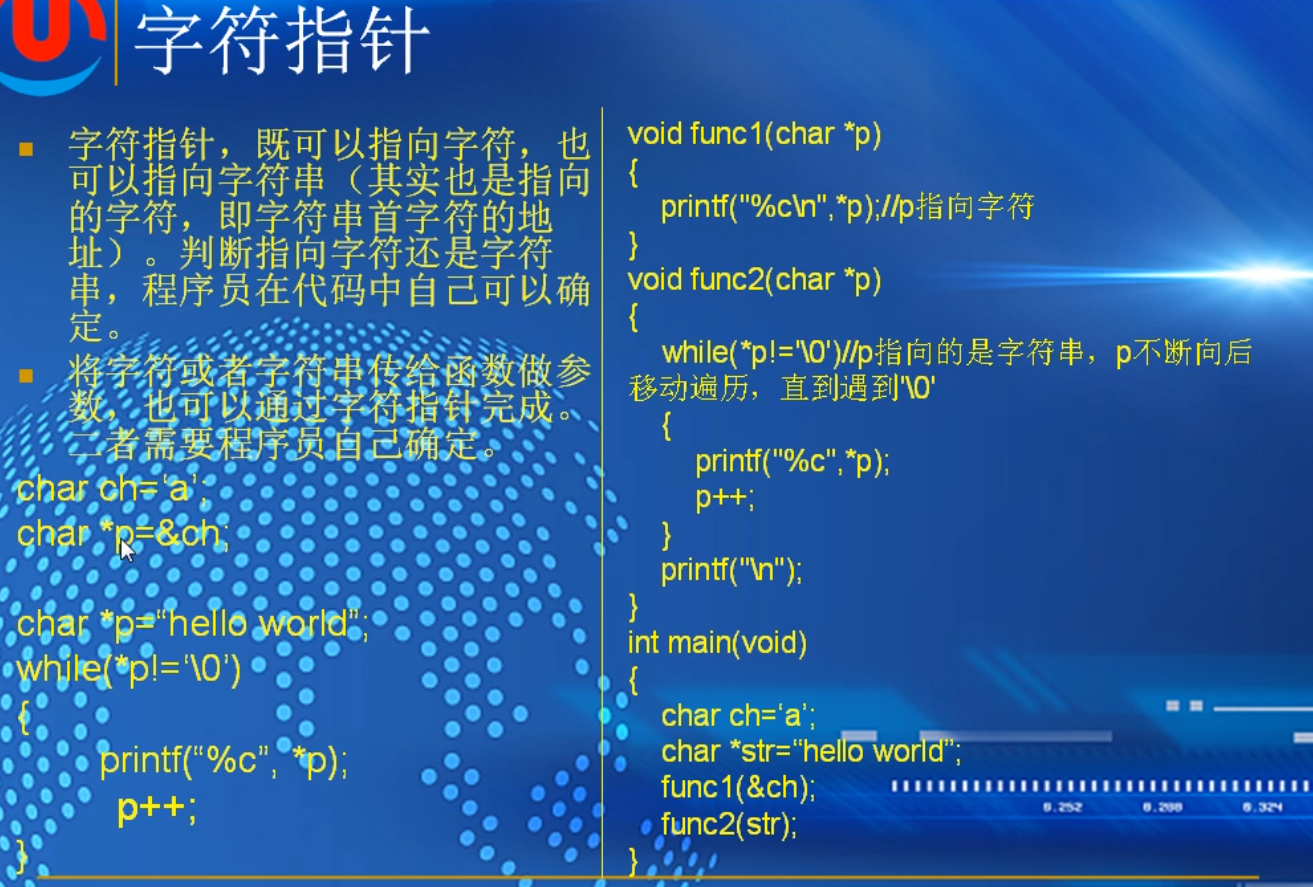 字符指针
字符指针，既可以指向字符，也
可以指向字符串（其实也是指向
的字符，即字符串首字符的地
址）。判断指向字符还是字符
串，程序员在代码中自己可以确
定。
将字符或者字符串传给函数做参
数，也可以通过字符指针完成。
二者需要程序员自己确定。
char ch=‘a’;
char *p=&ch;
char *p=“hello world”;
while(*p!=‘\0’)
{
printf(“%c”, *p);
p++;
}
void func1(char *p)
{
printf("%c\n",*p);//p指向字符
}
void func2(char *p)
{
while(*p!='\0')//p指向的是字符串，p不断向后
移动遍历，直到遇到'\0'
{
printf("%c",*p);
p++;
}
printf("\n");
}
int main(void)
{
char ch=‘a’;
char *str=“hello world”;
func1(&ch);
func2(str);
}
0.252 0.288 0.324